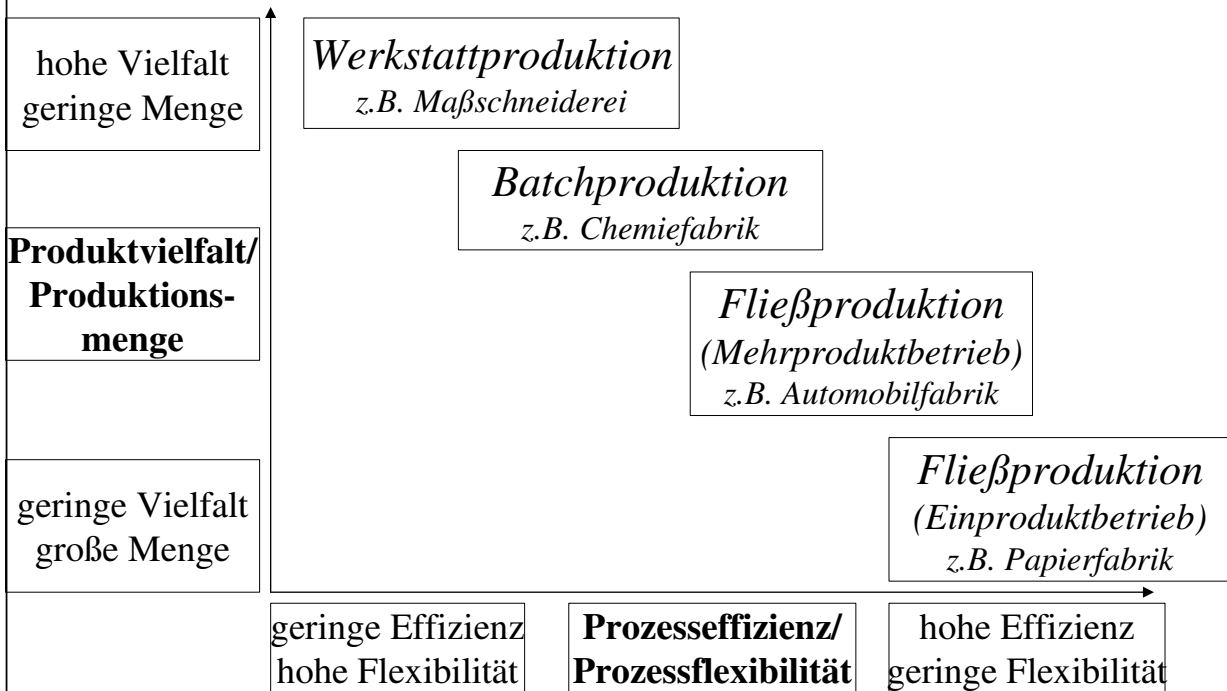 hohe Vielfalt
geringe Menge
Werkstattproduktion
z.B. Maßschneiderei
Batchproduktion
z.B. Chemiefabrik
Produktvielfalt/
Produktions-
menge
Fließproduktion
(Mehrproduktbetrieb)
z.B. Automobilfabrik
geringe Vielfalt
große Menge
Fließproduktion
(Einproduktbetrieb)
z.B. Papierfabrik
geringe Effizienz
hohe Flexibilität
Prozesseffizienz/
Prozessflexibilität
hohe Effizienz
geringe Flexibilität